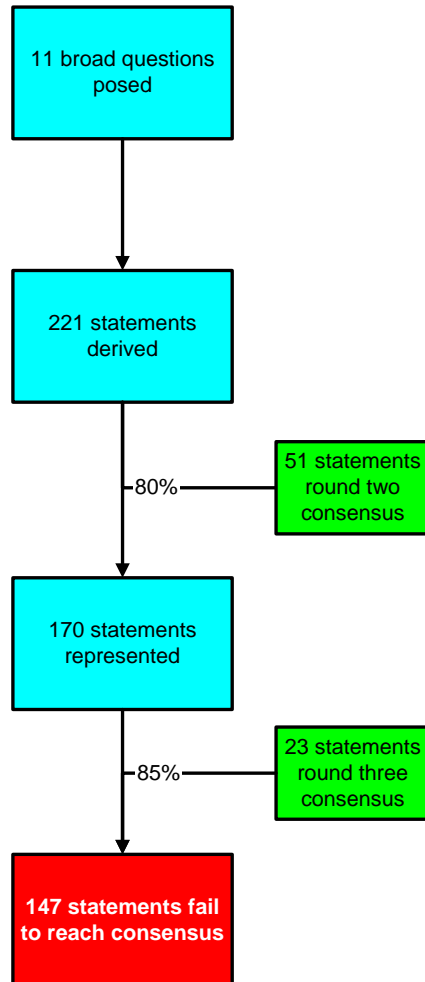 11 broad questions
posed
221 statements
derived
80%
51 statements
round two
consensus
170 statements
represented
85%
23 statements
round three
consensus
147 statements fail
to reach consensus